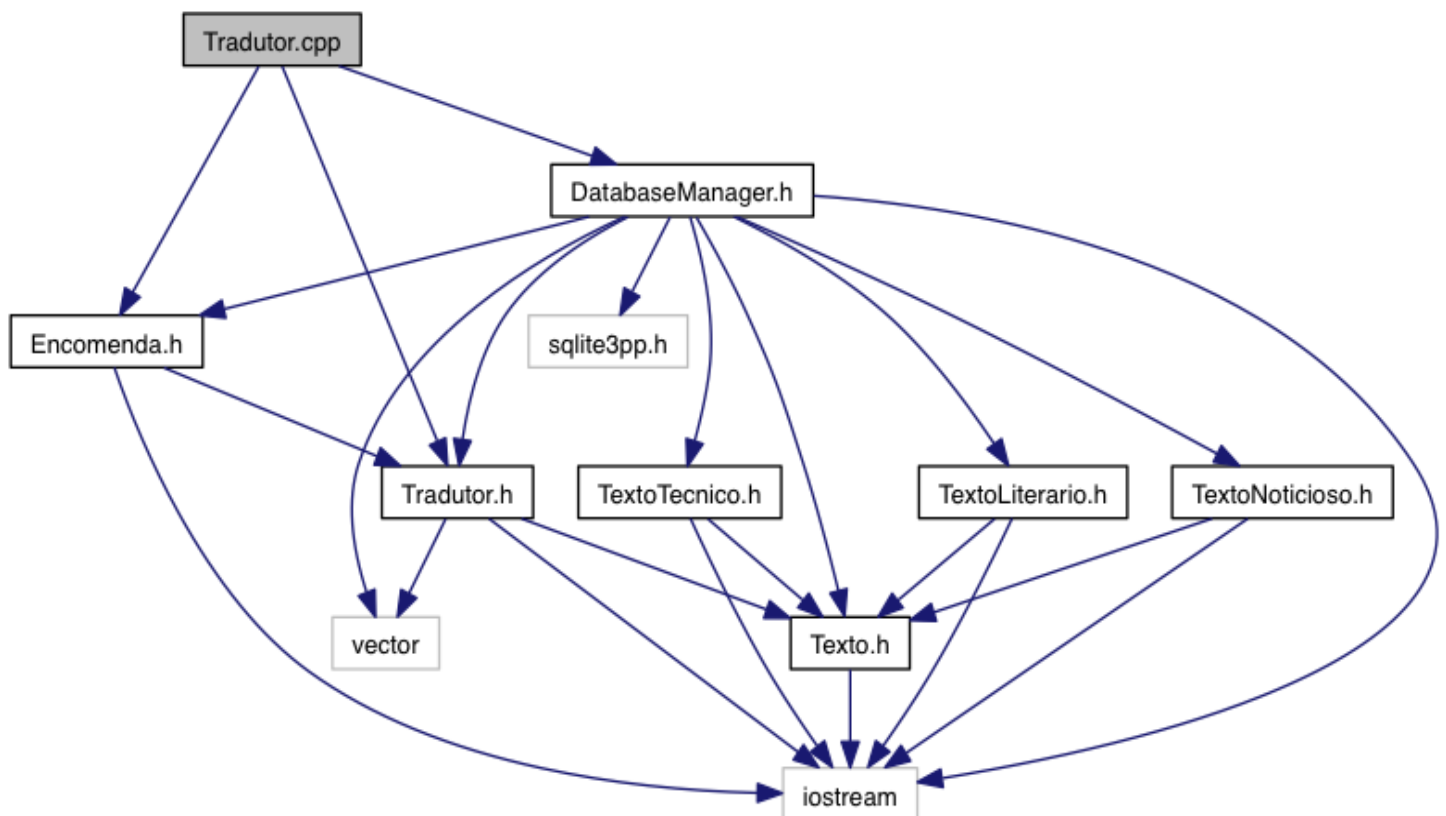 Tradutor.cpp
DatabaseManager.h
Encomenda.h
sqlite3pp.h
Tradutor.h
TextoTecnico.h
TextoLiterario.h
TextoNoticioso.h
vector
Texto.h
iostream